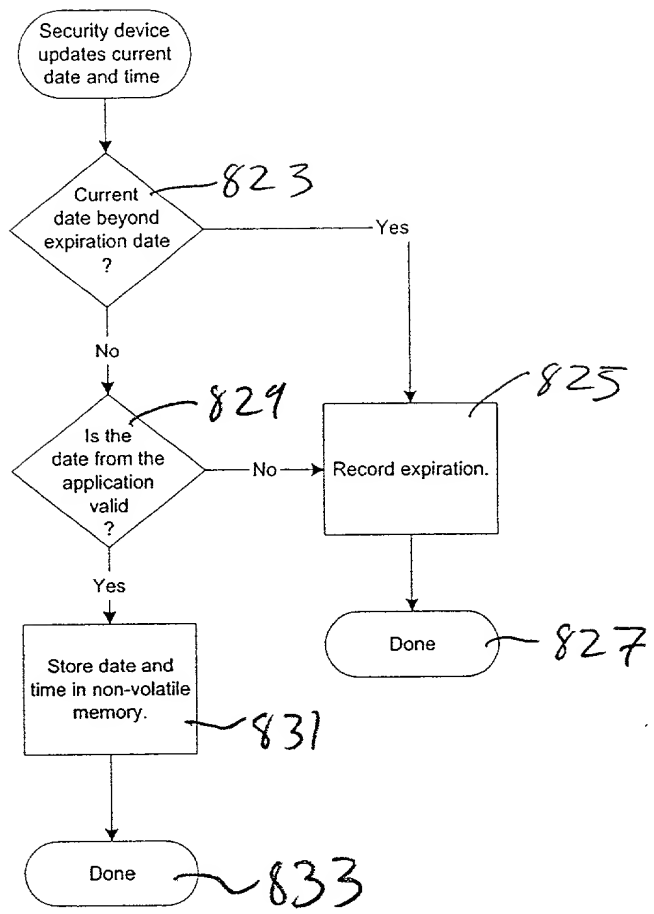 Security device
updates current
date and time
823
Current
date beyond
expiration date
?
Yes
No
829
825
Is the
date from the
application
valid
?
No
Record expiration.
Yes
Done
827
Store date and
time in non-volatile
memory.
831
Done
833